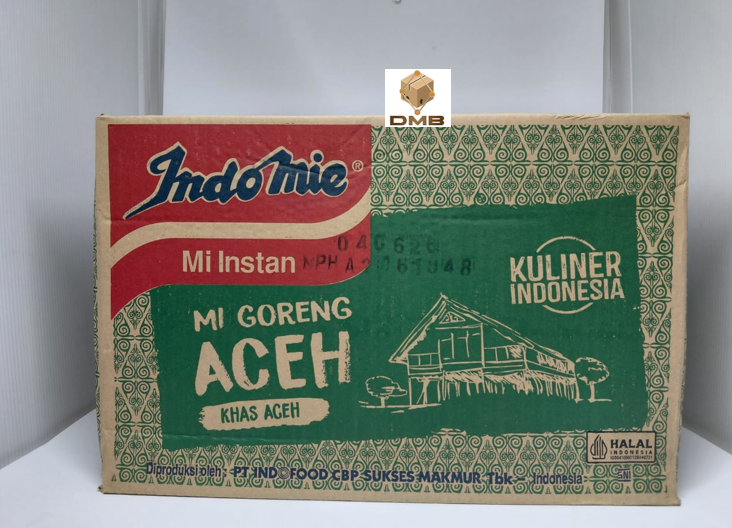 DMB
Indomie®
Mi Instan
KULINER
INDONESIA
MI GORENG
ACEH
KHAS ACEH
HALAL
INDONESIA
Diproduksi oleh : PT INDOFOOD CBP SUKSES MAKMUR Tbk - Indonesia
SNI